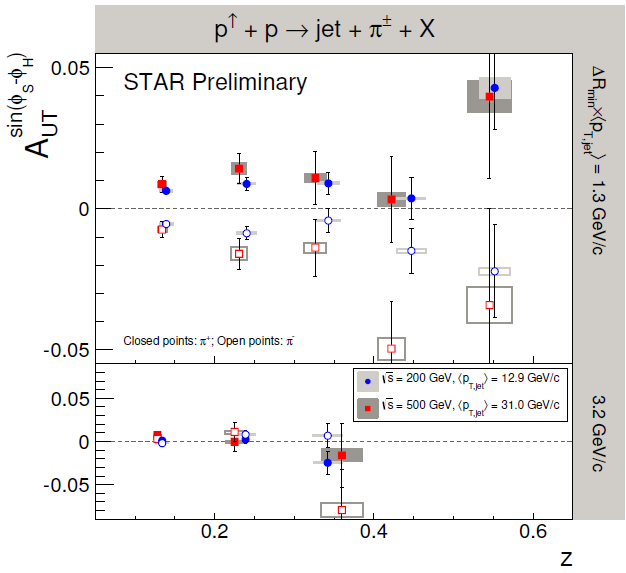 p↑ + p → jet + π± + X
A_UT^sin(ϕ_S-ϕ_H)
0.05
STAR Preliminary
0
Closed points: π⁺; Open points: π⁻
-0.05
ΔR_min×⟨p_T,jet⟩ = 1.3 GeV/c
√s = 200 GeV, ⟨p_T,jet⟩ = 12.9 GeV/c
√s = 500 GeV, ⟨p_T,jet⟩ = 31.0 GeV/c
0.05
0
-0.05
3.2 GeV/c
0.2 0.4 0.6
z